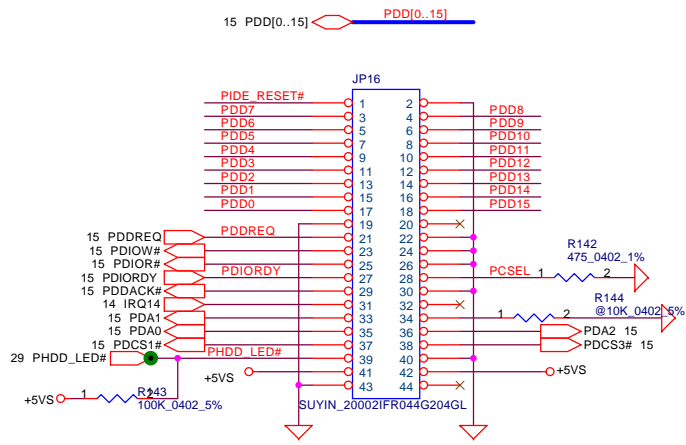 15 PDD[0..15] PDD[0..15]
JP16
PIDE_RESET# 1 2
PDD7 3 4 PDD8
PDD6 5 6 PDD9
PDD5 7 8 PDD10
PDD4 9 10 PDD11
PDD3 11 12 PDD12
PDD2 13 14 PDD13
PDD1 15 16 PDD14
PDD0 17 18 PDD15
19 20
15 PDDREQ PDDREQ 21 22
15 PDIOW# 23 24
R142
475_0402_1%
15 PDIOR# 25 26
15 PDIORDY PDIORDY 27 28 PCSEL 1 2
15 PDDACK# 29 30
R144
@10K_0402_5%
14 IRQ14 31 32
15 PDA1 33 34 1 2
15 PDA0 35 36 PDA2 15
15 PDCS1# 37 38 PDCS3# 15
29 PHDD_LED# PHDD_LED# 39 40
+5VS 41 42 +5VS
43 44
+5VS 1 2 R143
100K_0402_5%
SUYIN_20002IFR044G204GL